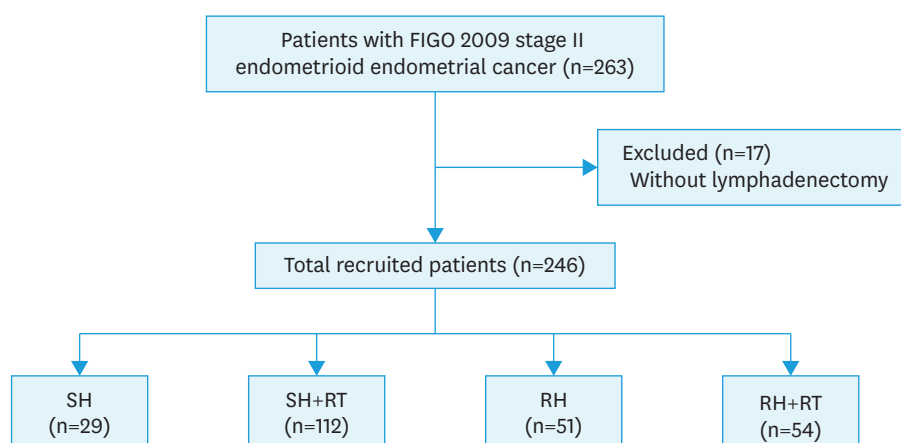 Patients with FIGO 2009 stage II
endometrioid endometrial cancer (n=263)
Excluded (n=17)
Without lymphadenectomy
Total recruited patients (n=246)
SH
(n=29)
SH+RT
(n=112)
RH
(n=51)
RH+RT
(n=54)